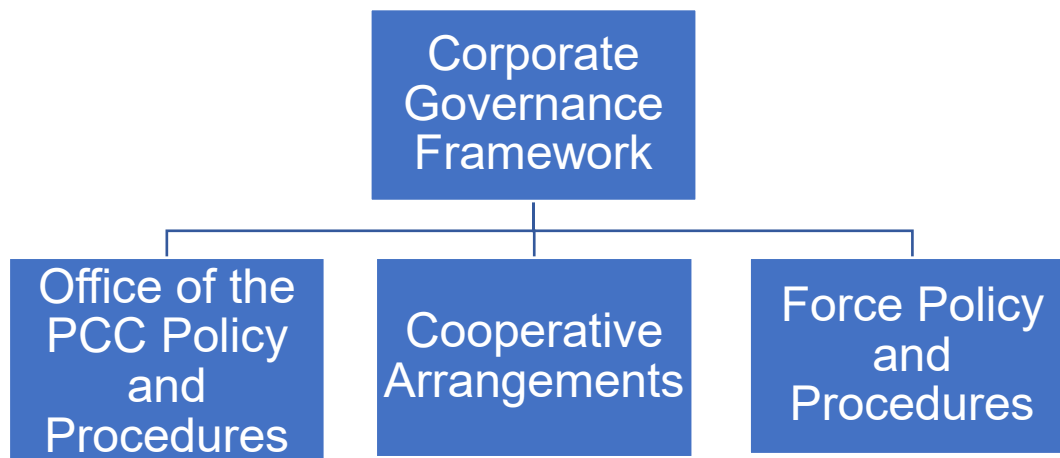 Corporate
Governance
Framework
Office of the
PCC Policy
and
Procedures
Cooperative
Arrangements
Force Policy
and
Procedures